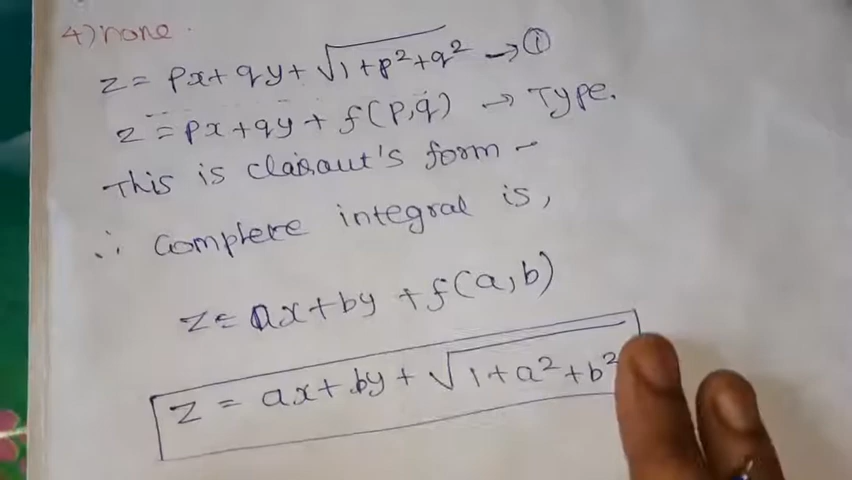 4) none.
z = px + qy + √1+p²+q² → ①
z = px + qy + f(p,q) → Type.
This is clairaut's form -
∴ Complete integral is,
z = ax + by + f(a,b)
z = ax + by + √1+a²+b²